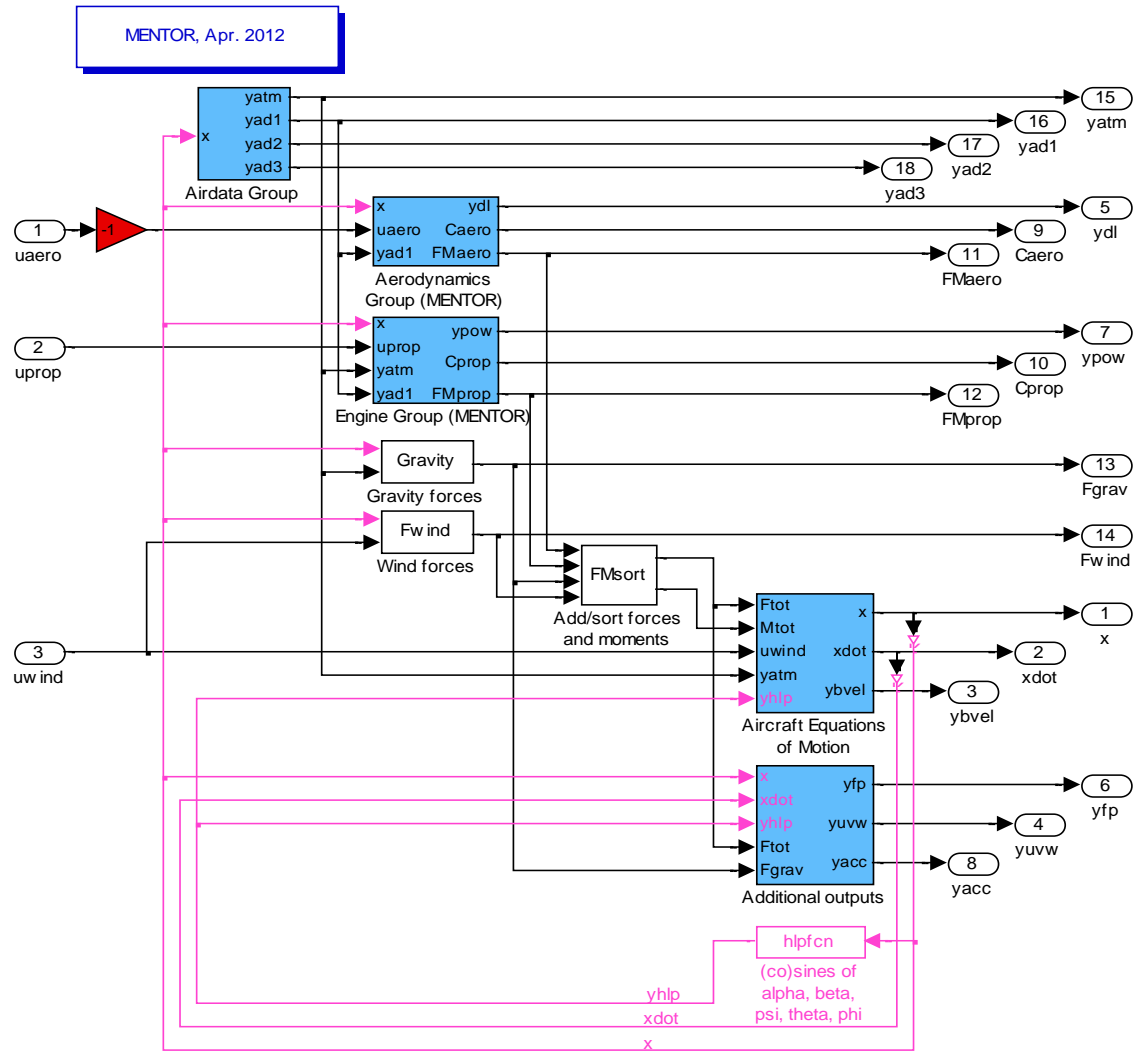 MENTOR, Apr. 2012
yatm
yad1
yad2
yad3
x
Airdata Group
15
yatm
16
yad1
17
yad2
18
yad3
1
uaero
-1
x
uaero
yad1
ydl
Caero
FMaero
Aerodynamics
Group (MENTOR)
5
ydl
9
Caero
11
FMaero
2
uprop
x
uprop
yatm
yad1
ypow
Cprop
FMprop
Engine Group (MENTOR)
7
ypow
10
Cprop
12
FMprop
Gravity
Gravity forces
13
Fgrav
Fwind
Wind forces
14
Fwind
FMsort
Add/sort forces
and moments
3
uwind
Ftot
Mtot
uwind
yatm
yhlp
x
xdot
ybvel
Aircraft Equations
of Motion
1
x
2
xdot
3
ybvel
x
xdot
yhlp
Ftot
Fgrav
yfp
yuvw
yacc
Additional outputs
6
yfp
4
yuvw
8
yacc
hlpfcn
(co)sines of
alpha, beta,
psi, theta, phi
yhlp
xdot
x